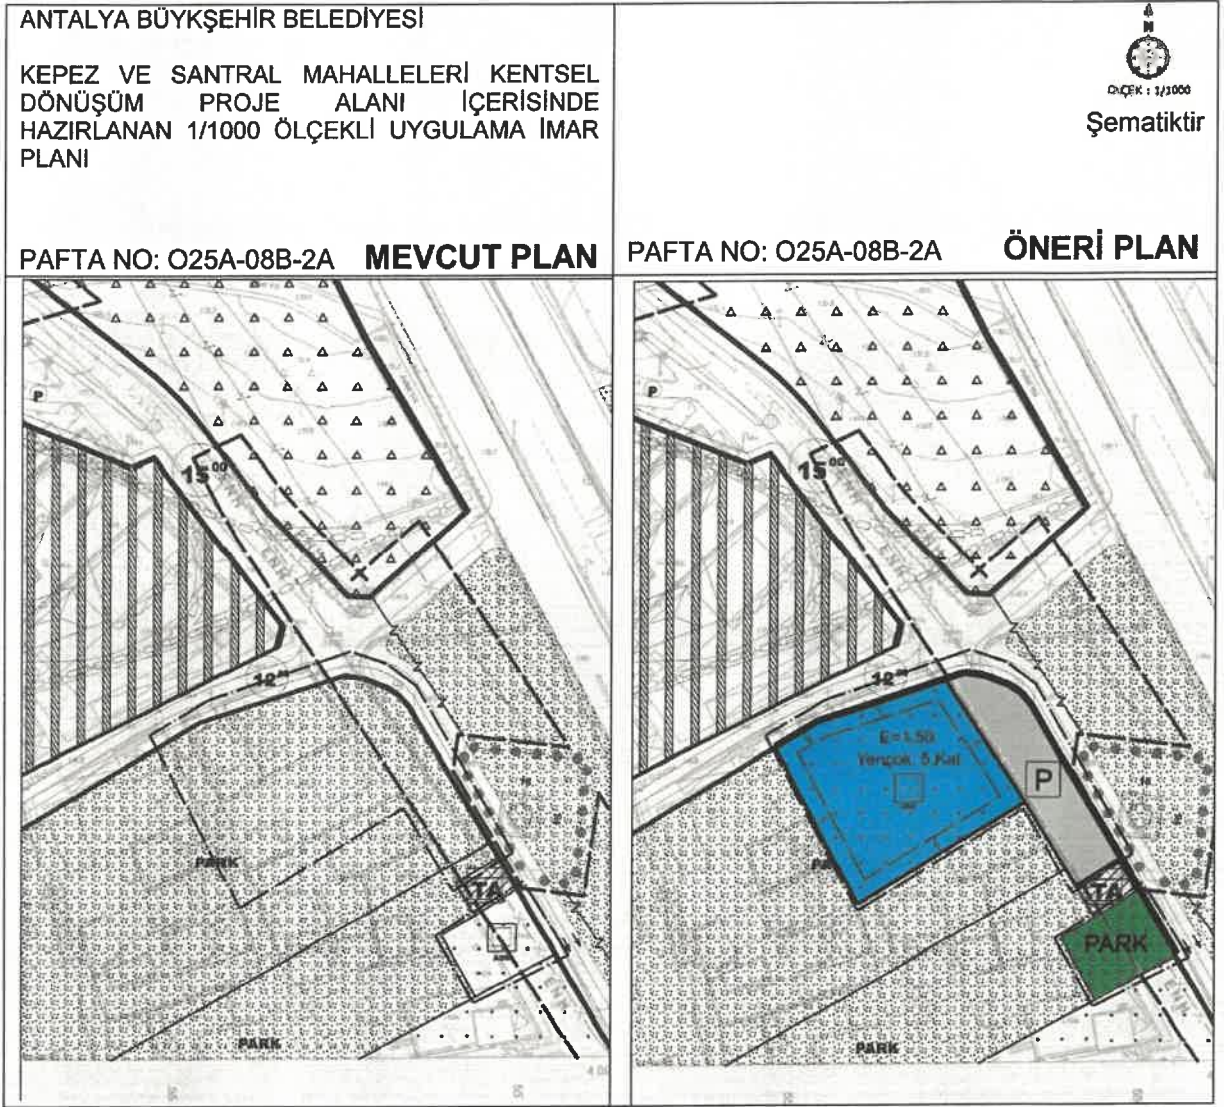 ANTALYA BÜYKŞEHİR BELEDİYESİ
KEPEZ VE SANTRAL MAHALLELERİ KENTSEL
DÖNÜŞÜM PROJE ALANI İÇERİSİNDE
HAZIRLANAN 1/1000 ÖLÇEKLİ UYGULAMA İMAR
PLANI
PAFTA NO: O25A-08B-2A MEVCUT PLAN
N
ÖLÇEK : 1/1000
Şematiktir
PAFTA NO: O25A-08B-2A ÖNERİ PLAN
P
15 00
12
PARK
TA
PARK
P
15 00
12
E=1.50
Yençok: 5 Kat
P
TA
PARK
PARK